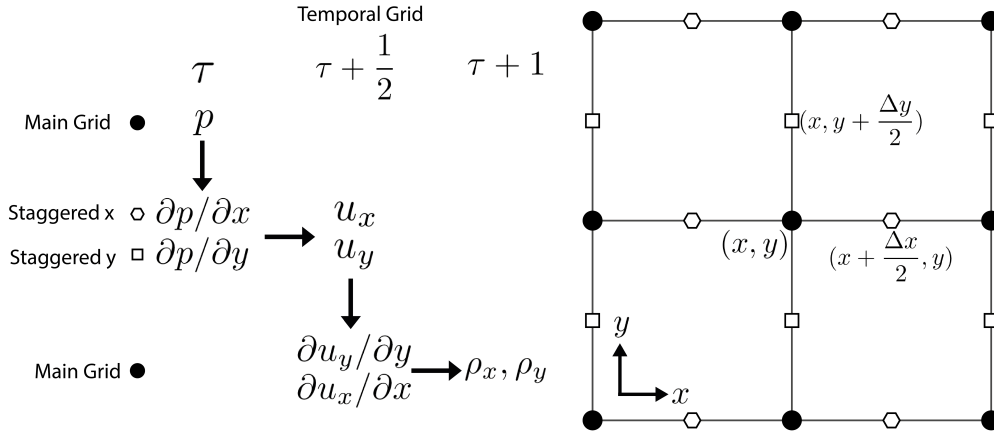 Temporal Grid
τ
τ + 1/2
τ + 1
Main Grid
p
Staggered x
∂p/∂x
u_x
Staggered y
∂p/∂y
u_y
Main Grid
∂u_y/∂y
∂u_x/∂x
ρ_x, ρ_y
(x, y + Δy/2)
(x, y)
(x + Δx/2, y)
y
x